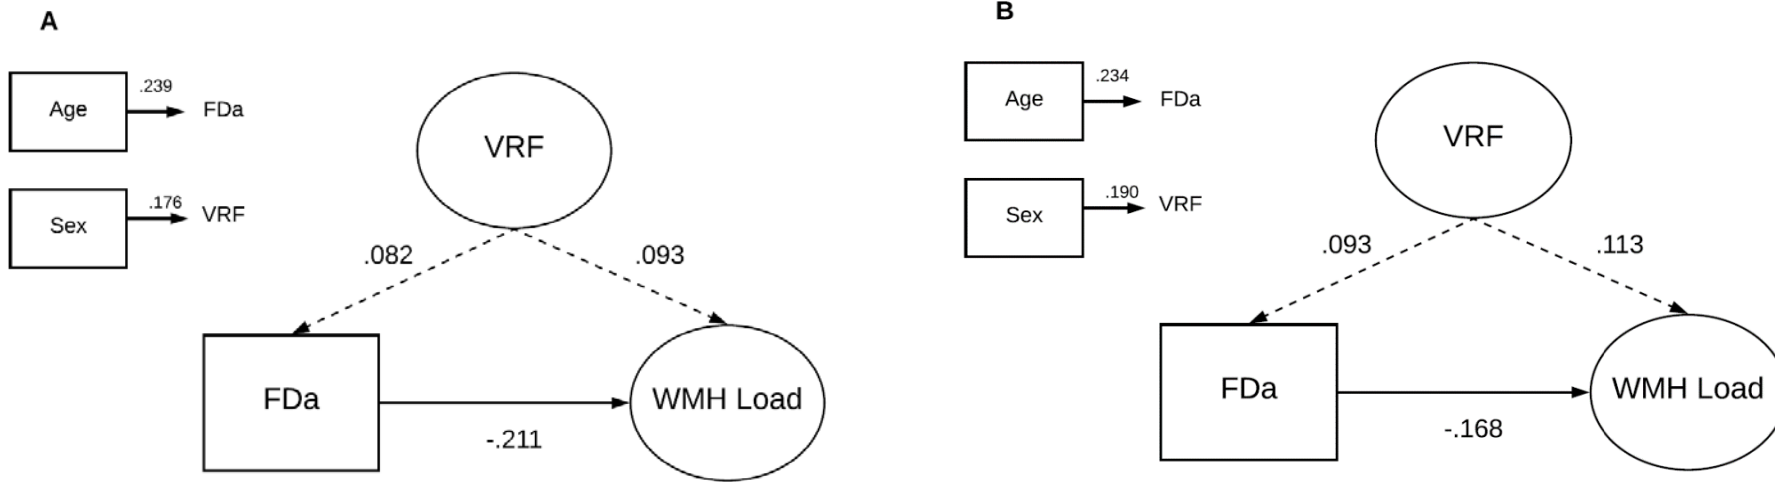 A
.239
Age
FDa
.176
Sex
VRF
VRF
.082
.093
FDa
WMH Load
-.211
B
.234
Age
FDa
.190
Sex
VRF
VRF
.093
.113
FDa
WMH Load
-.168